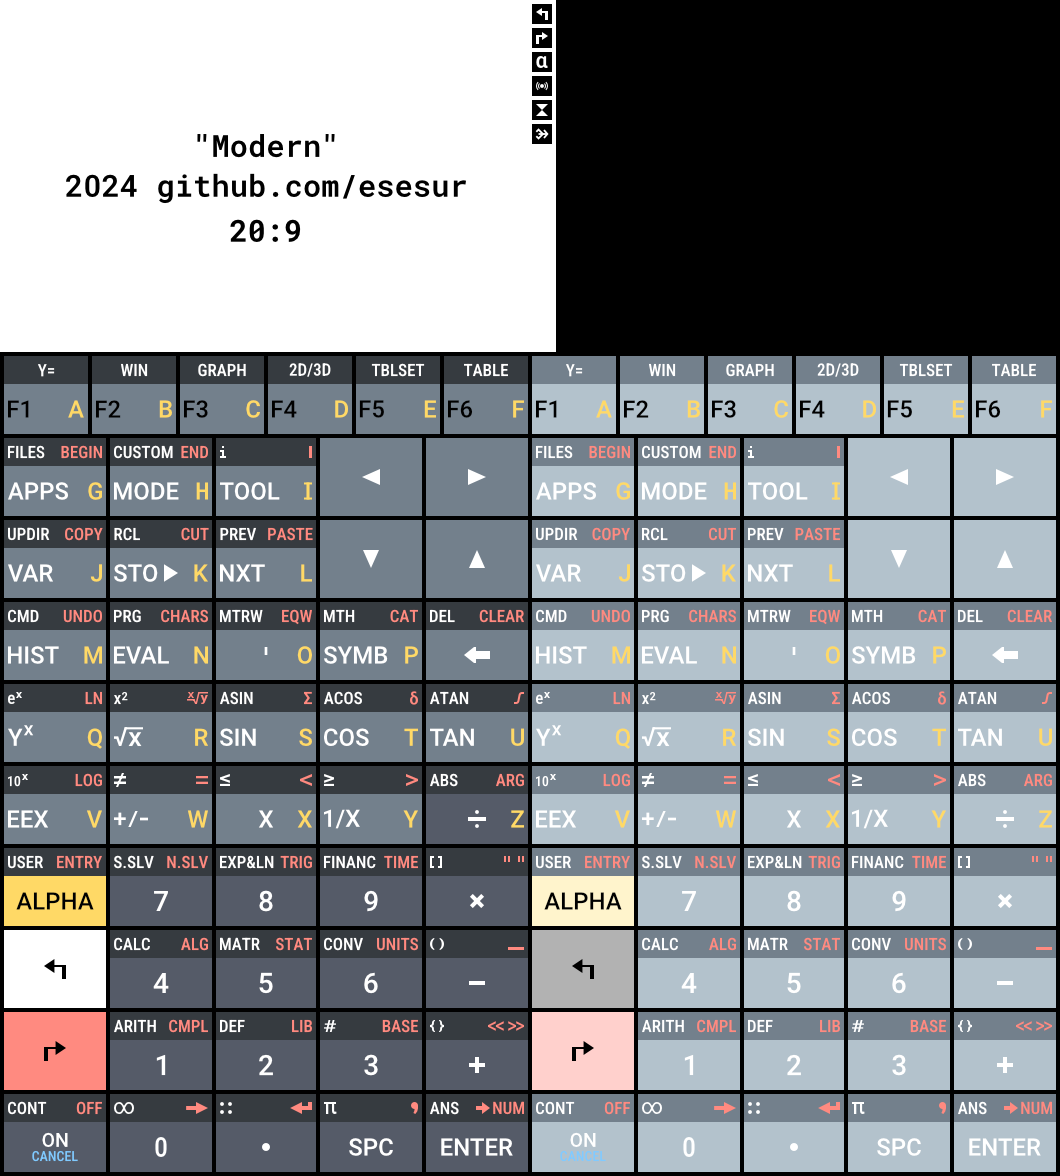 "Modern"
2024 github.com/esesur
20:9
α
Y= WIN GRAPH 2D/3D TBLSET TABLE Y= WIN GRAPH 2D/3D TBLSET TABLE
F1 A F2 B F3 C F4 D F5 E F6 F F1 A F2 B F3 C F4 D F5 E F6 F
FILES BEGIN CUSTOM END i I FILES BEGIN CUSTOM END i I
APPS G MODE H TOOL I ◀ ▶ APPS G MODE H TOOL I ◀ ▶
UPDIR COPY RCL CUT PREV PASTE UPDIR COPY RCL CUT PREV PASTE
VAR J STO ▶ K NXT L ▼ ▲ VAR J STO ▶ K NXT L ▼ ▲
CMD UNDO PRG CHARS MTRW EQW MTH CAT DEL CLEAR CMD UNDO PRG CHARS MTRW EQW MTH CAT DEL CLEAR
HIST M EVAL N ' O SYMB P ← HIST M EVAL N ' O SYMB P ←
eˣ LN x² ˣ√y ASIN Σ ACOS δ ATAN ∫ eˣ LN x² ˣ√y ASIN Σ ACOS δ ATAN ∫
Yˣ Q √x R SIN S COS T TAN U Yˣ Q √x R SIN S COS T TAN U
10ˣ LOG ≠ = ≤ < ≥ > ABS ARG 10ˣ LOG ≠ = ≤ < ≥ > ABS ARG
EEX V +/- W X X 1/X Y ÷ Z EEX V +/- W X X 1/X Y ÷ Z
USER ENTRY S.SLV N.SLV EXP&LN TRIG FINANC TIME [] " " USER ENTRY S.SLV N.SLV EXP&LN TRIG FINANC TIME [] " "
ALPHA 7 8 9 × ALPHA 7 8 9 ×
CALC ALG MATR STAT CONV UNITS () _ CALC ALG MATR STAT CONV UNITS () _
↰ 4 5 6 − ↰ 4 5 6 −
ARITH CMPL DEF LIB # BASE {} << >> ARITH CMPL DEF LIB # BASE {} << >>
↱ 1 2 3 + ↱ 1 2 3 +
CONT OFF ∞ → :: ↵ π , ANS →NUM CONT OFF ∞ → :: ↵ π , ANS →NUM
ON 0 • SPC ENTER ON 0 • SPC ENTER
CANCEL CANCEL